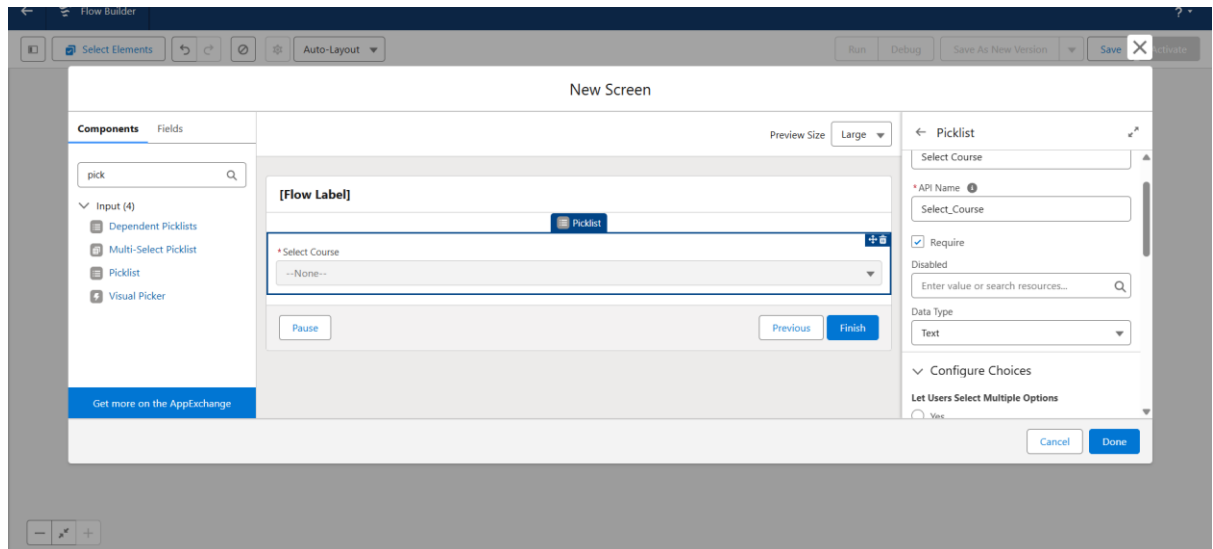 Flow Builder
?
Select Elements
Auto-Layout
Run
Debug
Save As New Version
Save
Activate
New Screen
Components
Fields
pick
Input (4)
Dependent Picklists
Multi-Select Picklist
Picklist
Visual Picker
Get more on the AppExchange
Preview Size
Large
[Flow Label]
Picklist
*Select Course
--None--
Pause
Previous
Finish
Picklist
Select Course
*API Name
Select_Course
Require
Disabled
Enter value or search resources...
Data Type
Text
Configure Choices
Let Users Select Multiple Options
Yes
Cancel
Done